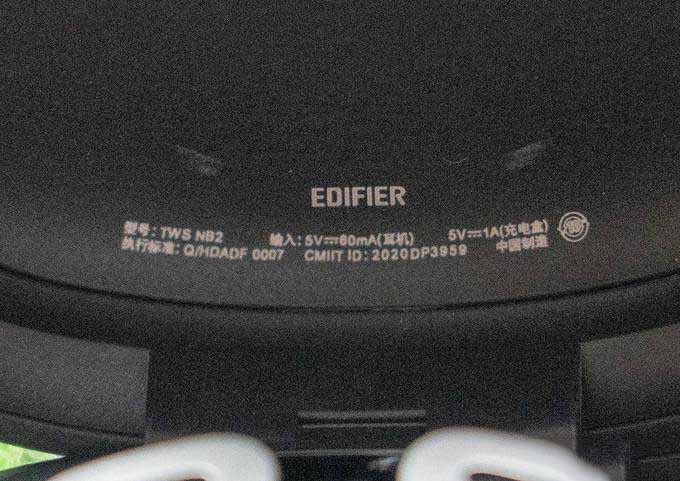 EDIFIER
型号: TWS NB2 输入: 5V⎓60mA(耳机) 5V⎓1A(充电盒)
执行标准: Q/HDADF 0007 CMIIT ID: 2020DP3959 中国制造